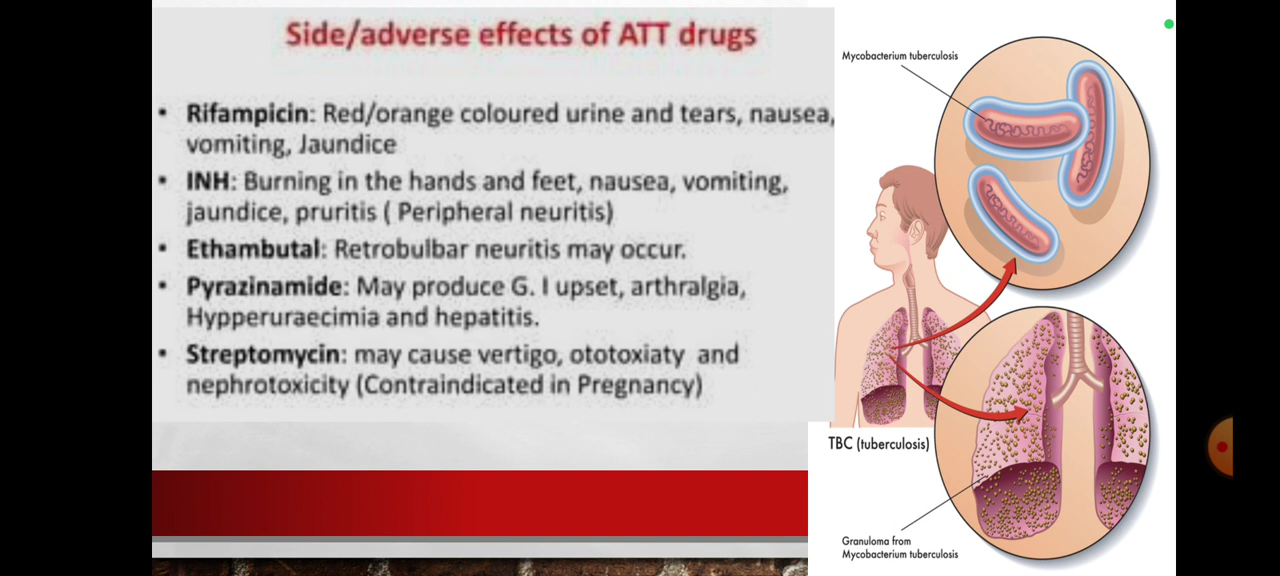 Side/adverse effects of ATT drugs
• Rifampicin: Red/orange coloured urine and tears, nausea,
vomiting, Jaundice
• INH: Burning in the hands and feet, nausea, vomiting,
jaundice, pruritis ( Peripheral neuritis)
• Ethambutal: Retrobulbar neuritis may occur.
• Pyrazinamide: May produce G. I upset, arthralgia,
Hypperuraecimia and hepatitis.
• Streptomycin: may cause vertigo, ototoxiaty and
nephrotoxicity (Contraindicated in Pregnancy)
Mycobacterium tuberculosis
TBC (tuberculosis)
Granuloma from
Mycobacterium tuberculosis